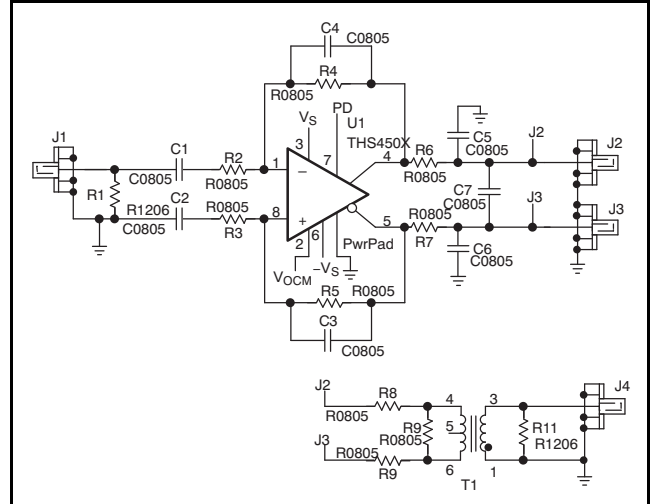 C4
C0805
R4
R0805
PD
U1
VS
THS450X
J1
C1
R2
3
7
4
R6
C5
C0805
J2
J2
1
−
C0805
R0805
R0805
C7
C0805
R1
R1206
C2
C0805
R0805
R3
8
+
2
6
5
R0805
R7
J3
J3
PwrPad
C6
C0805
VOCM
−VS
R5
R0805
C3
C0805
J2
R8
R0805
4
3
J4
R9
R0805
5
R11
R1206
J3
R0805
R9
6
1
T1